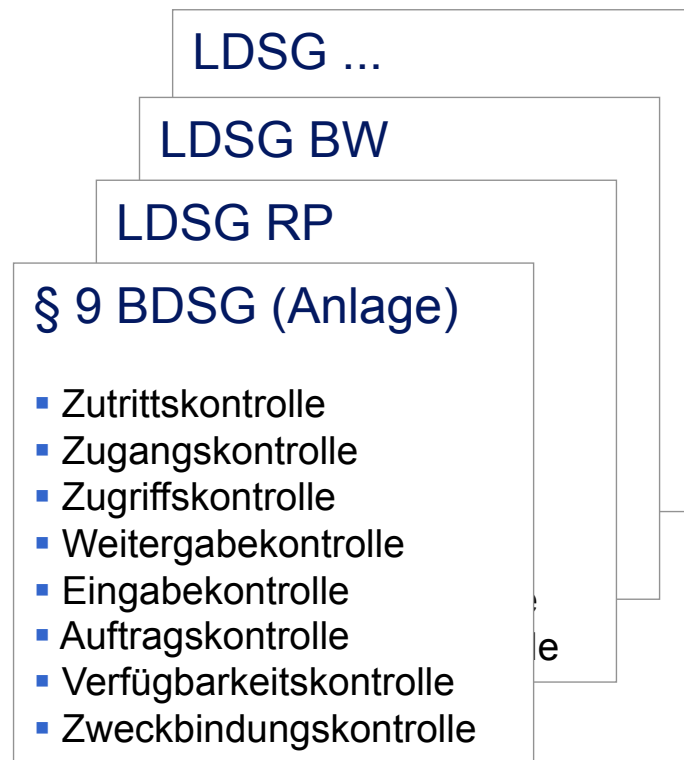 LDSG ...
LDSG BW
LDSG RP
§ 9 BDSG (Anlage)
▪ Zutrittskontrolle
▪ Zugangskontrolle
▪ Zugriffskontrolle
▪ Weitergabekontrolle
▪ Eingabekontrolle
▪ Auftragskontrolle
▪ Verfügbarkeitskontrolle
▪ Zweckbindungskontrolle